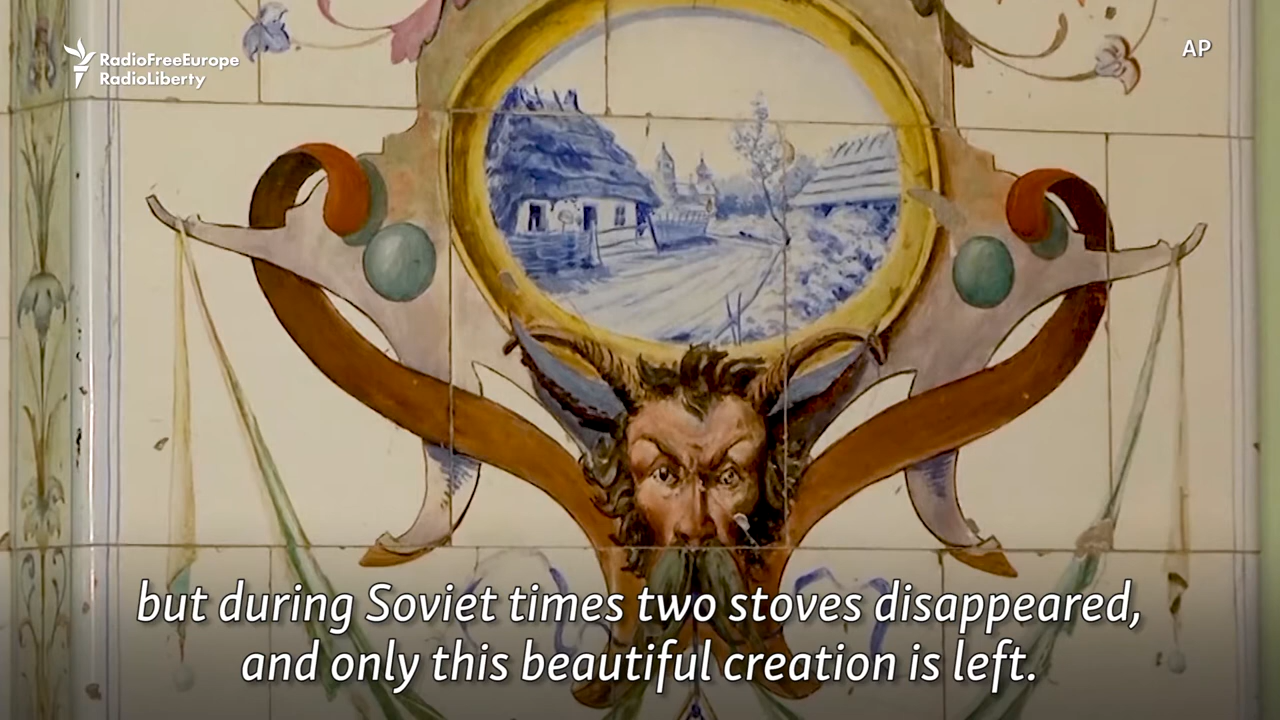 RadioFreeEurope
RadioLiberty
AP
but during Soviet times two stoves disappeared,
and only this beautiful creation is left.